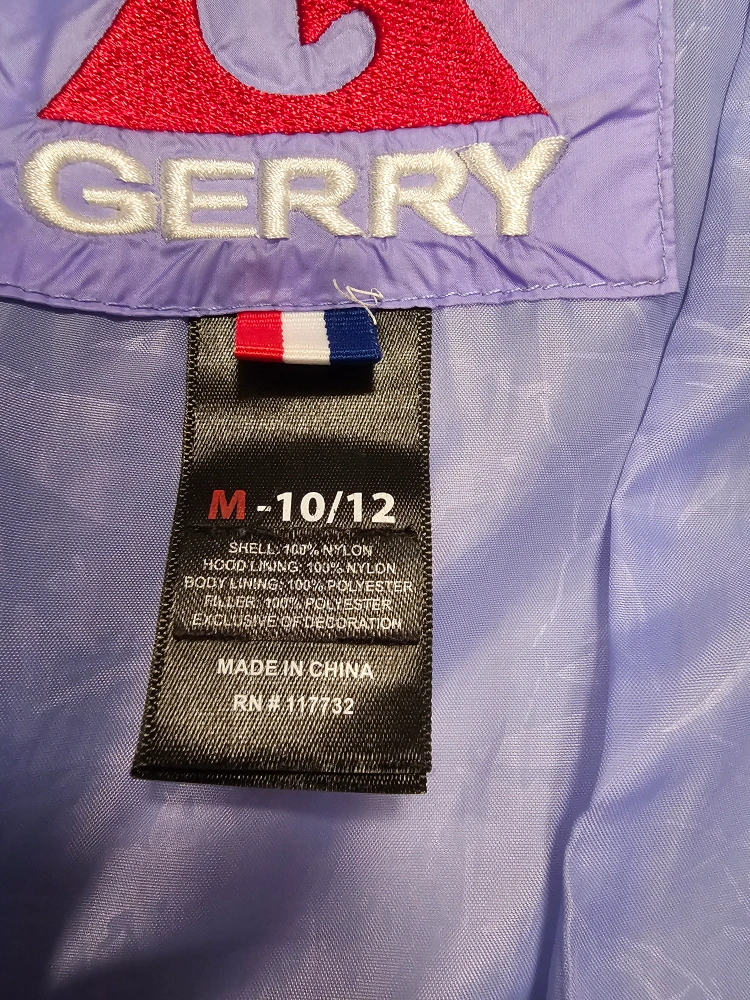 GERRY
M - 10/12
SHELL: 100% NYLON
HOOD LINING: 100% NYLON
BODY LINING: 100% POLYESTER
FILLER: 100% POLYESTER
EXCLUSIVE OF DECORATION
MADE IN CHINA
RN # 117732